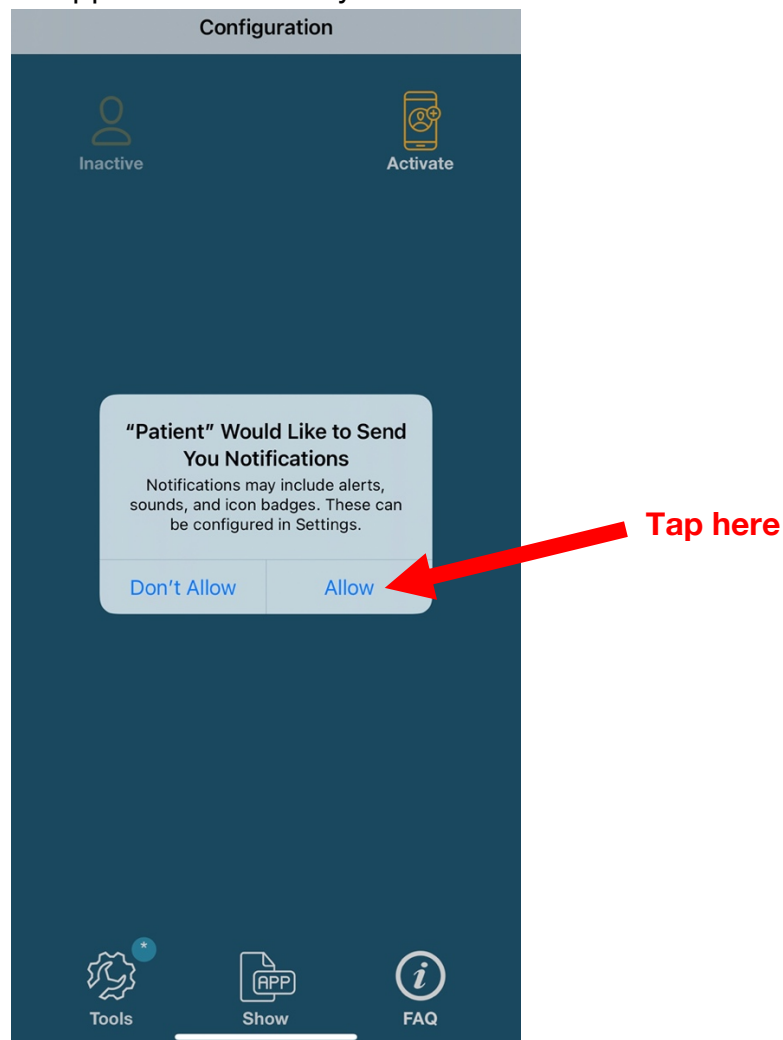 Configuration
Inactive
Activate
“Patient” Would Like to Send
You Notifications
Notifications may include alerts,
sounds, and icon badges. These can
be configured in Settings.
Don’t Allow
Allow
Tap here
*
APP
i
Tools
Show
FAQ